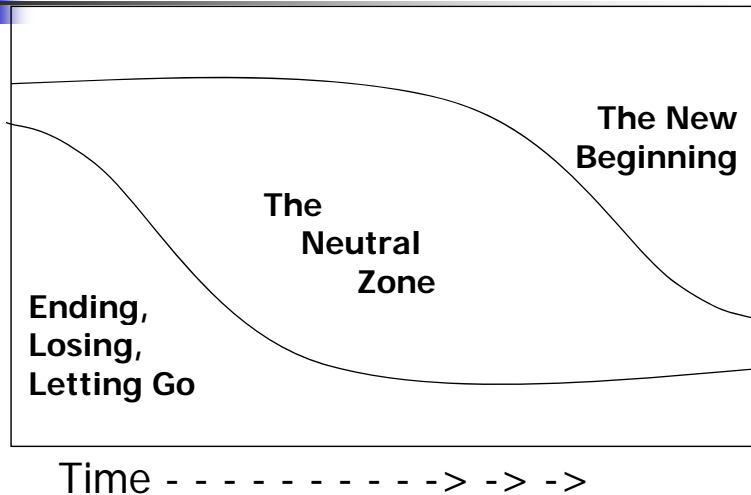 The New
Beginning
The
Neutral
Zone
Ending,
Losing,
Letting Go
Time - - - - - - - - - - -> -> ->